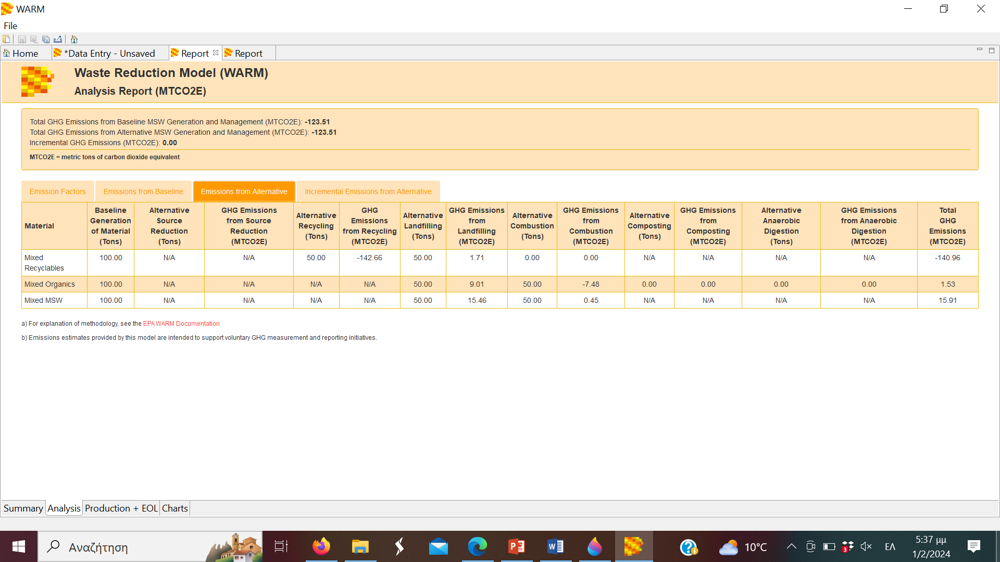 WARM
File
Home
*Data Entry - Unsaved
Report
Report
Waste Reduction Model (WARM)
Analysis Report (MTCO2E)
Total GHG Emissions from Baseline MSW Generation and Management (MTCO2E): -123.51
Total GHG Emissions from Alternative MSW Generation and Management (MTCO2E): -123.51
Incremental GHG Emissions (MTCO2E): 0.00
MTCO2E = metric tons of carbon dioxide equivalent
Emission Factors
Emissions from Baseline
Emissions from Alternative
Incremental Emissions from Alternative
Material
Baseline
Generation
of Material
(Tons)
Alternative
Source
Reduction
(Tons)
GHG Emissions
from Source
Reduction
(MTCO2E)
Alternative
Recycling
(Tons)
GHG
Emissions
from Recycling
(MTCO2E)
Alternative
Landfilling
(Tons)
GHG Emissions
from
Landfilling
(MTCO2E)
Alternative
Combustion
(Tons)
GHG Emissions
from
Combustion
(MTCO2E)
Alternative
Composting
(Tons)
GHG Emissions
from
Composting
(MTCO2E)
Alternative
Anaerobic
Digestion
(Tons)
GHG Emissions
from Anaerobic
Digestion
(MTCO2E)
Total
GHG
Emissions
(MTCO2E)
Mixed
Recyclables
100.00 N/A N/A 50.00 -142.66 50.00 1.71 0.00 0.00 N/A N/A N/A N/A -140.96
Mixed Organics 100.00 N/A N/A N/A N/A 50.00 9.01 50.00 -7.48 0.00 0.00 0.00 0.00 1.53
Mixed MSW 100.00 N/A N/A N/A N/A 50.00 15.46 50.00 0.45 N/A N/A N/A N/A 15.91
a) For explanation of methodology, see the EPA WARM Documentation
b) Emissions estimates provided by this model are intended to support voluntary GHG measurement and reporting initiatives.
Summary
Analysis
Production + EOL
Charts
Αναζήτηση
10°C
3
ΕΛ
5:37 μμ
1/2/2024